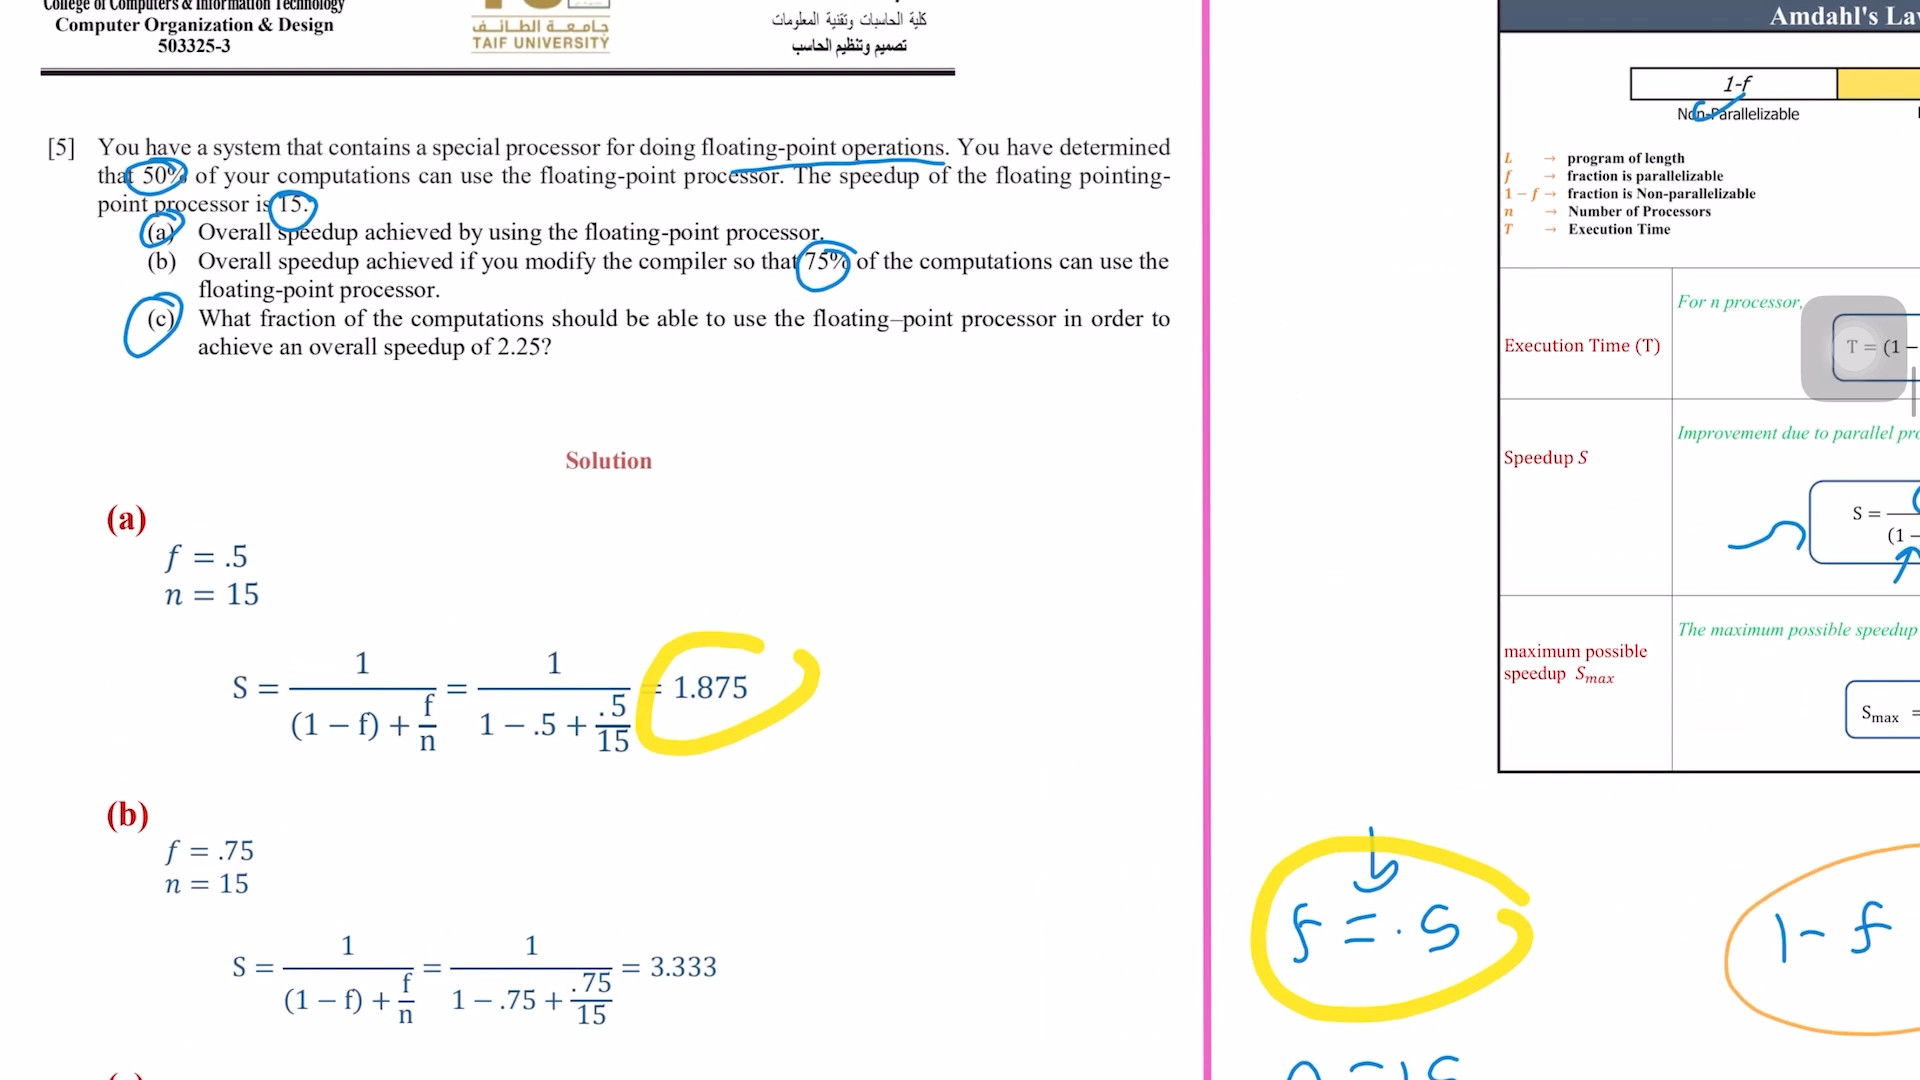 College of Computers & Information Technology
Computer Organization & Design
503325-3
جامعة الطائف
TAIF UNIVERSITY
كلية الحاسبات وتقنية المعلومات
تصميم وتنظيم الحاسب
[5] You have a system that contains a special processor for doing floating-point operations. You have determined
that 50% of your computations can use the floating-point processor. The speedup of the floating pointing-
point processor is 15.
(a) Overall speedup achieved by using the floating-point processor.
(b) Overall speedup achieved if you modify the compiler so that 75% of the computations can use the
floating-point processor.
(c) What fraction of the computations should be able to use the floating–point processor in order to
achieve an overall speedup of 2.25?
Solution
(a)
f = .5
n = 15
S = 1 / ((1 − f) + f/n) = 1 / (1 − .5 + .5/15) = 1.875
(b)
f = .75
n = 15
S = 1 / ((1 − f) + f/n) = 1 / (1 − .75 + .75/15) = 3.333
Amdahl's La
1-f
Non-Parallelizable
L → program of length
f → fraction is parallelizable
1 − f → fraction is Non-parallelizable
n → Number of Processors
T → Execution Time
For n processor,
Execution Time (T)
T = (1 −
Improvement due to parallel pro
Speedup S
S =
(1 −
The maximum possible speedup
maximum possible
speedup Smax
Smax =
f = .5
1 - f
n = 15